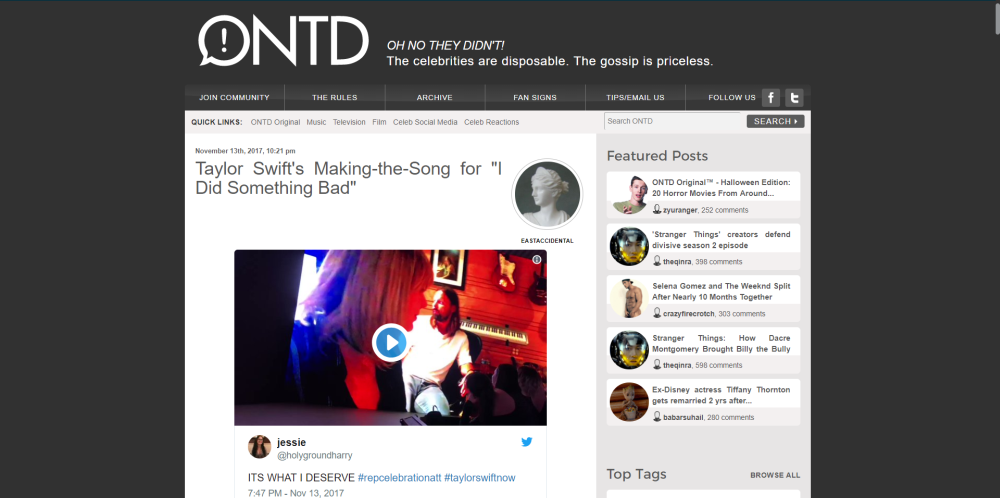 ONTD
OH NO THEY DIDN'T!
The celebrities are disposable. The gossip is priceless.
JOIN COMMUNITY
THE RULES
ARCHIVE
FAN SIGNS
TIPS/EMAIL US
FOLLOW US
QUICK LINKS: ONTD Original Music Television Film Celeb Social Media Celeb Reactions
Search ONTD
SEARCH
November 13th, 2017, 10:21 pm
Taylor Swift's Making-the-Song for "I
Did Something Bad"
EASTACCIDENTAL
jessie
@holygroundharry
ITS WHAT I DESERVE #repcelebrationatt #taylorswiftnow
7:47 PM - Nov 13, 2017
Featured Posts
ONTD Original™ - Halloween Edition:
20 Horror Movies From Around...
zyuranger, 252 comments
'Stranger Things' creators defend
divisive season 2 episode
theqinra, 398 comments
Selena Gomez and The Weeknd Split
After Nearly 10 Months Together
crazyfirecrotch, 303 comments
Stranger Things: How Dacre
Montgomery Brought Billy the Bully
theqinra, 598 comments
Ex-Disney actress Tiffany Thornton
gets remarried 2 yrs after...
babarsuhail, 280 comments
Top Tags
BROWSE ALL